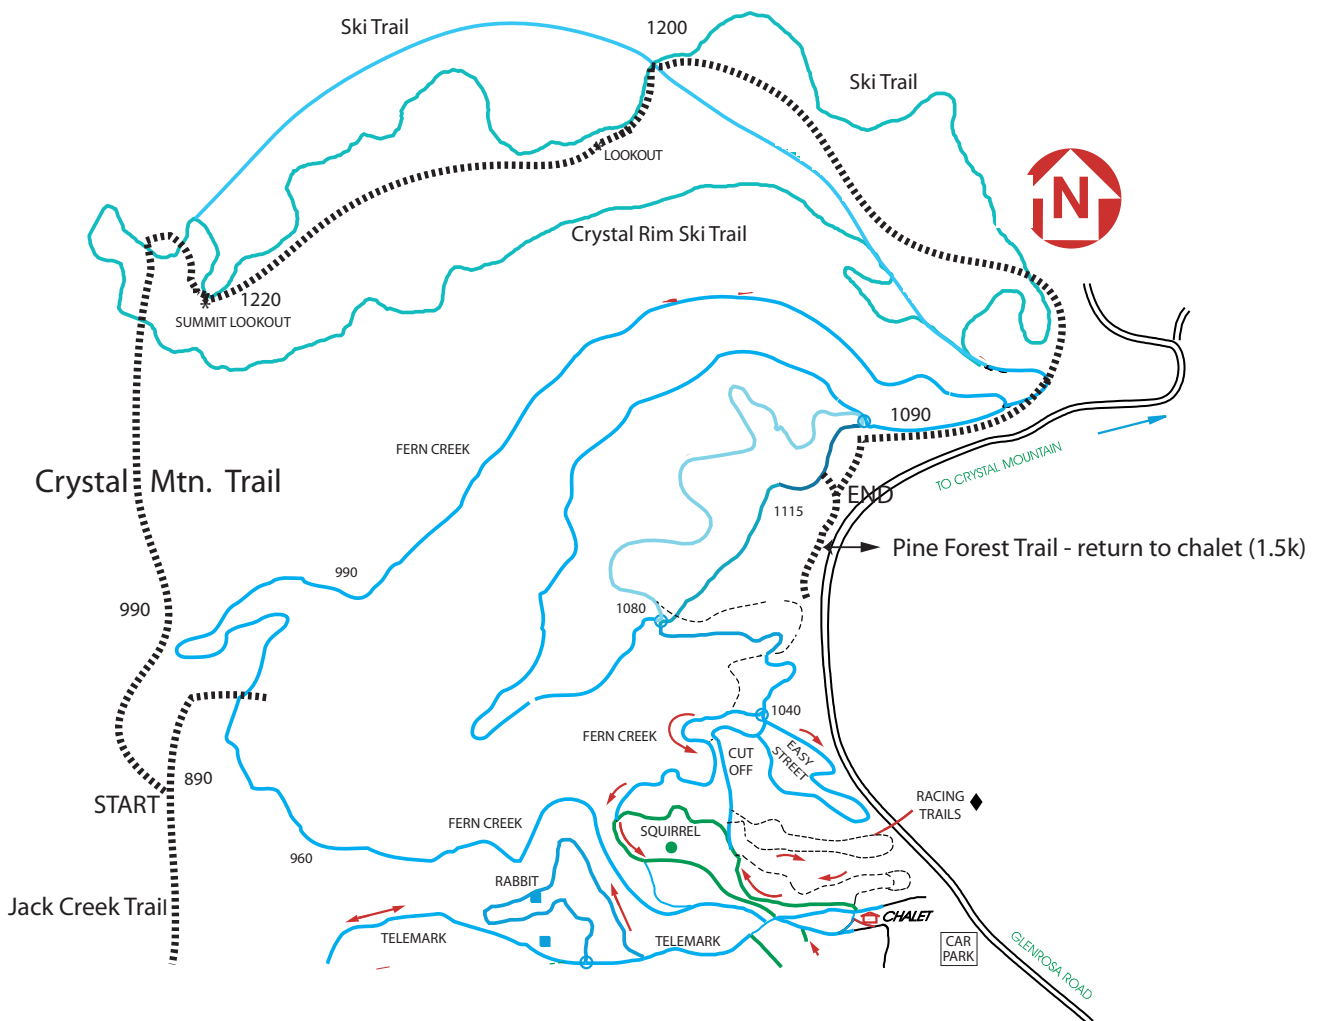 Ski Trail
1200
Ski Trail
LOOKOUT
N
Crystal Rim Ski Trail
1220
SUMMIT LOOKOUT
1090
FERN CREEK
TO CRYSTAL MOUNTAIN
Crystal Mtn. Trail
END
1115
Pine Forest Trail - return to chalet (1.5k)
990
990
1080
1040
FERN CREEK
EASY
STREET
CUT
OFF
890
START
RACING
TRAILS
FERN CREEK
SQUIRREL
960
RABBIT
Jack Creek Trail
CHALET
TELEMARK
TELEMARK
CAR
PARK
GLENROSA ROAD